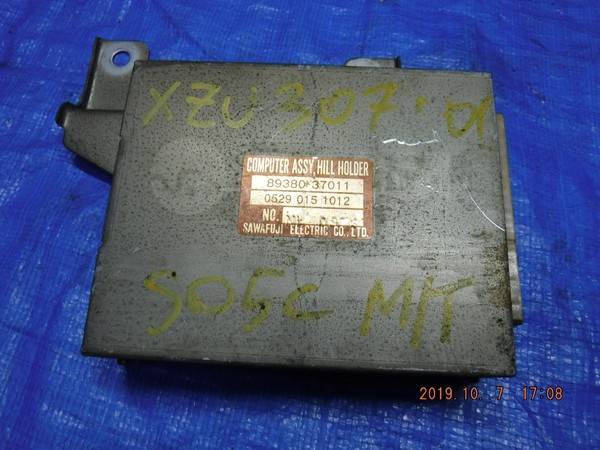 XZU307-01
COMPUTER ASSY, HILL HOLDER
89380-37011
0529 015 1012
NO.
SAWAFUJI ELECTRIC CO., LTD.
S05C M/T
2019.10. 7 17:08